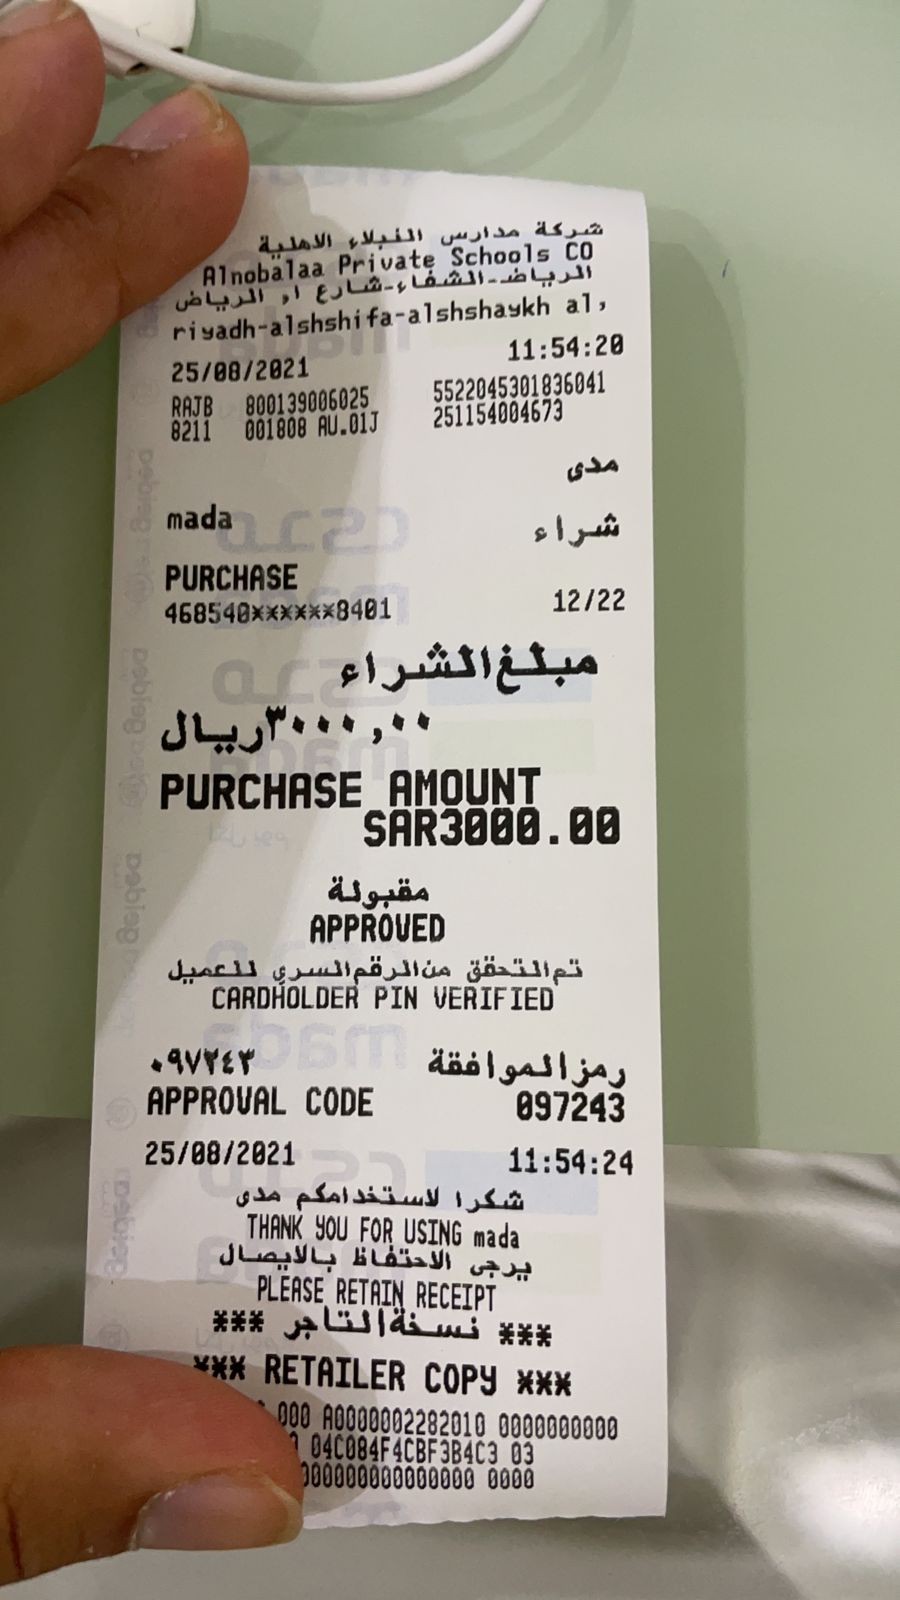 شركة مدارس النبلاء الاهلية
Alnobalaa Private Schools CO
الرياض-الشفاء-شارع ا, الرياض
riyadh-alshshifa-alshshaykh al,
25/08/2021 11:54:20
RAJB 800139006025 5522045301836041
8211 001808 AU.01J 251154004673
مدى
mada
شراء
PURCHASE
468540******8401 12/22
مبلغ الشراء
٣٠٠٠,٠٠ ريال
PURCHASE AMOUNT
SAR3000.00
مقبولة
APPROVED
تم التحقق من الرقم السري للعميل
CARDHOLDER PIN VERIFIED
رمز الموافقة ٠٩٧٢٤٣
APPROVAL CODE 097243
25/08/2021 11:54:24
شكرا لاستخدامكم مدى
THANK YOU FOR USING mada
يرجى الاحتفاظ بالايصال
PLEASE RETAIN RECEIPT
*** نسخة التاجر ***
*** RETAILER COPY ***
000 A0000002282010 0000000000
04C084F4CBF3B4C3 03
000000000000000 0000